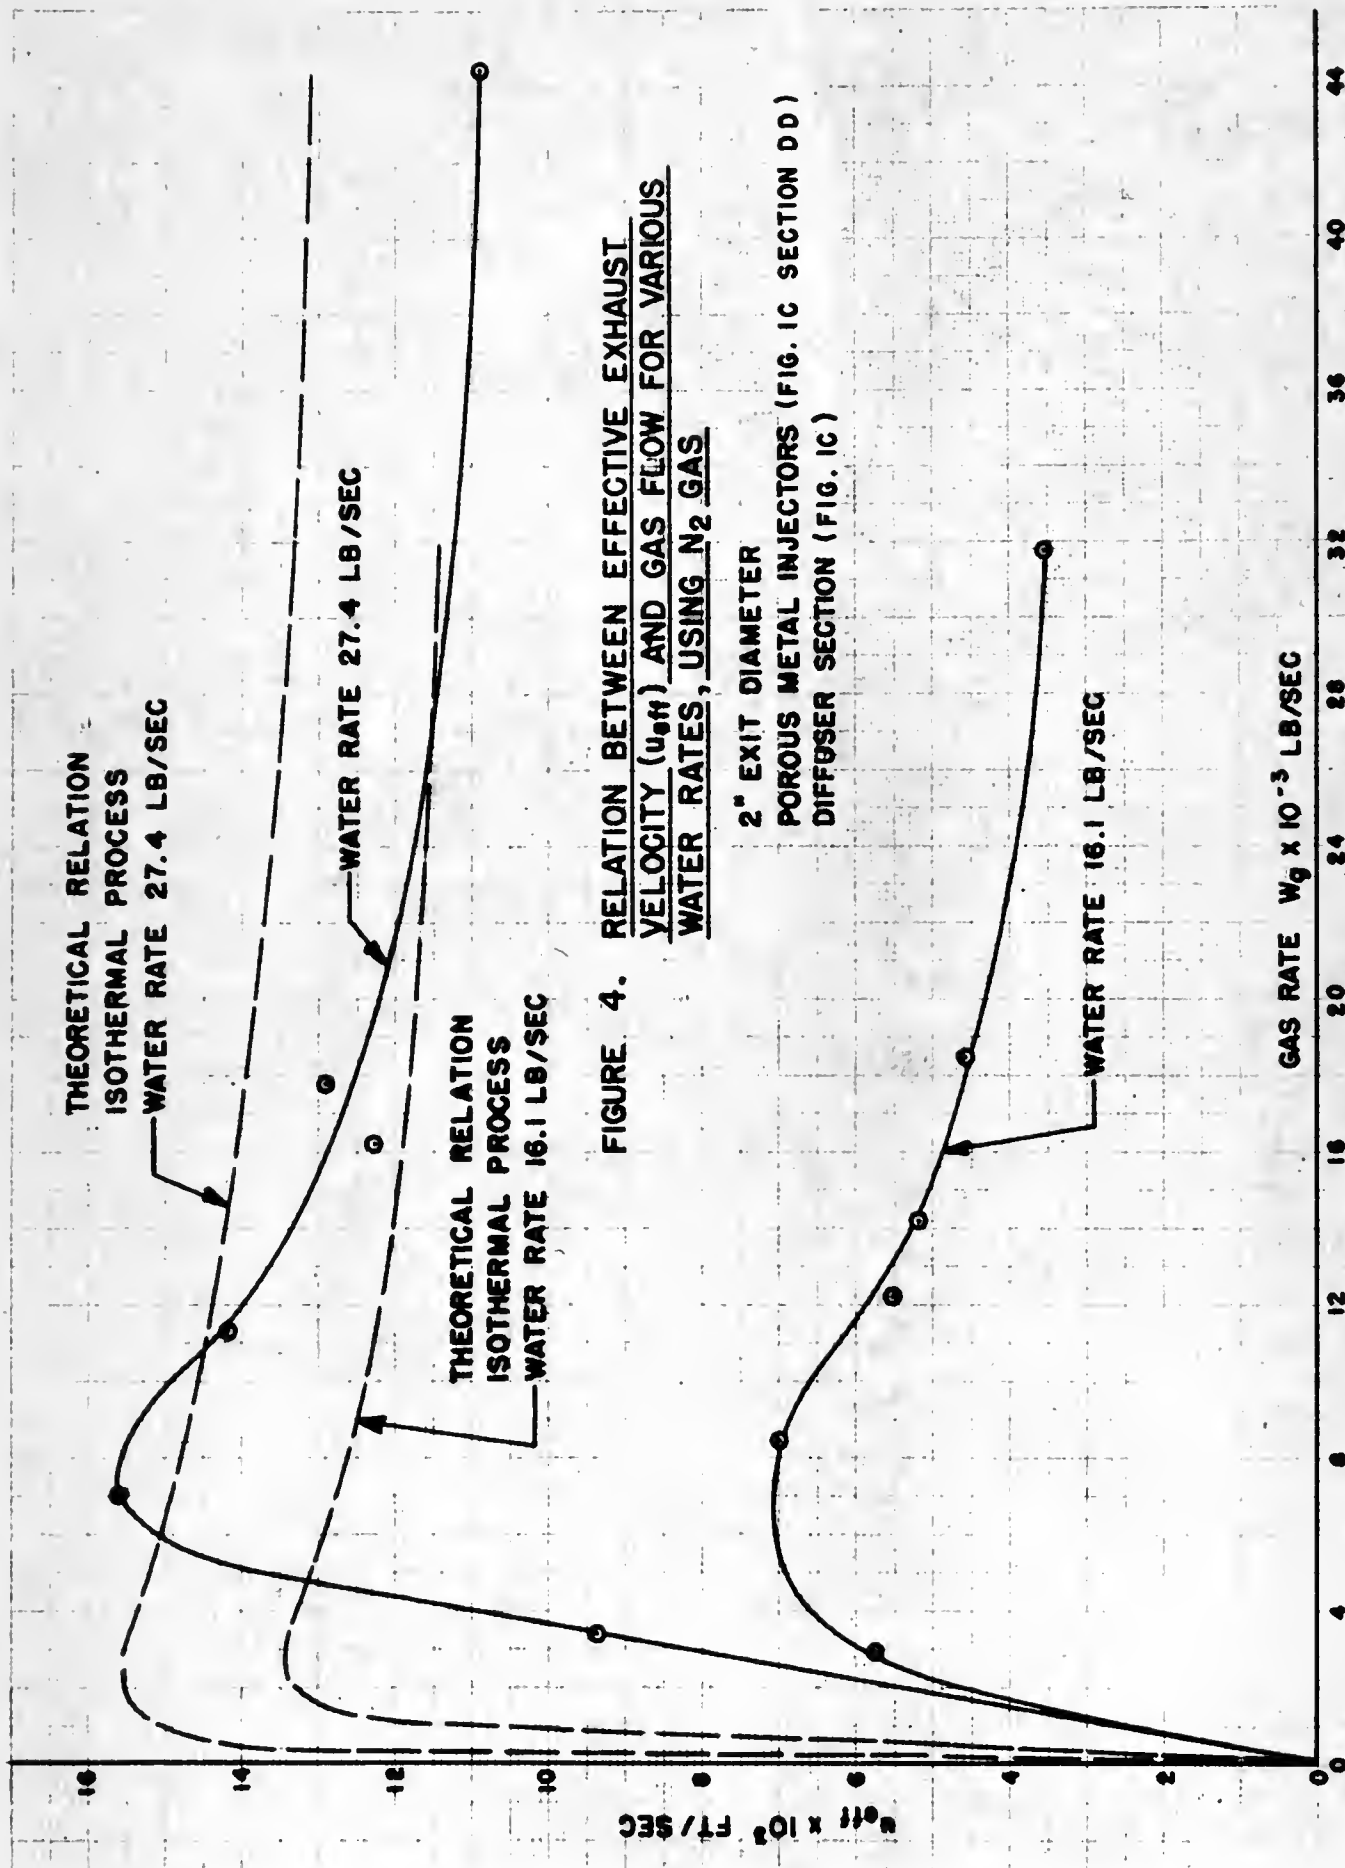 THEORETICAL RELATION
ISOTHERMAL PROCESS
WATER RATE 27.4 LB/SEC
WATER RATE 27.4 LB/SEC
THEORETICAL RELATION
ISOTHERMAL PROCESS
WATER RATE 16.1 LB/SEC
FIGURE 4. RELATION BETWEEN EFFECTIVE EXHAUST
VELOCITY (u_eff) AND GAS FLOW FOR VARIOUS
WATER RATES, USING N2 GAS
2" EXIT DIAMETER
POROUS METAL INJECTORS (FIG. 1C SECTION DD)
DIFFUSER SECTION (FIG. 1C)
WATER RATE 16.1 LB/SEC
u_eff x 10³ FT/SEC
16
14
12
10
8
6
4
2
0
0 4 8 12 16 20 24 28 32 36 40 44
GAS RATE Wg X 10⁻³ LB/SEC